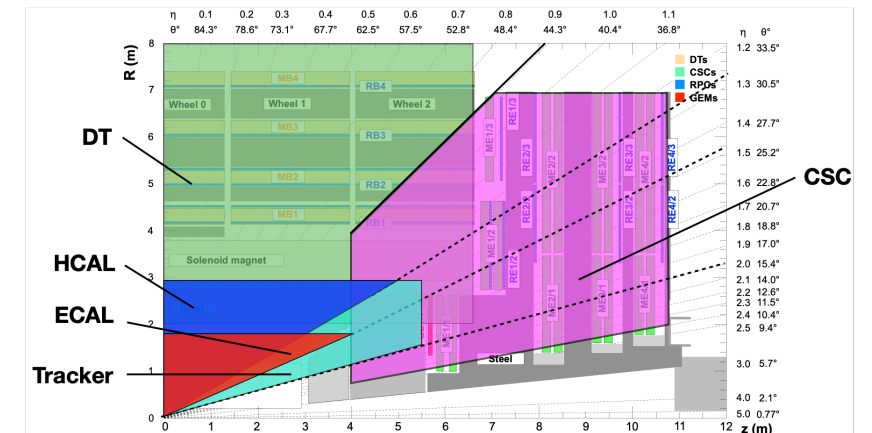 η 0.1 0.2 0.3 0.4 0.5 0.6 0.7 0.8 0.9 1.0 1.1 η θ°
θ° 84.3° 78.6° 73.1° 67.7° 62.5° 57.5° 52.8° 48.4° 44.3° 40.4° 36.8°
R (m)
8
7
6
5
4
3
2
1
0
1.2 33.5°
1.3 30.5°
1.4 27.7°
1.5 25.2°
1.6 22.8°
1.7 20.7°
1.8 18.8°
1.9 17.0°
2.0 15.4°
2.1 14.0°
2.2 12.6°
2.3 11.5°
2.4 10.4°
2.5 9.4°
3.0 5.7°
4.0 2.1°
5.0 0.77°
DTs
CSCs
RPCs
GEMs
MB4
RB4
Wheel 0 Wheel 1 Wheel 2
MB3
RB3
MB2
RB2
MB1
RB1
Solenoid magnet
ME1/3
RE1/3
RE2/3
ME2/2
ME3/2
RE3/3
ME4/2
RE4/3
ME1/2
RE1/2
RE3/2
RE4/2
ME2/1
Steel
DT
HCAL
ECAL
Tracker
CSC
0 1 2 3 4 5 6 7 8 9 10 11 12
z (m)